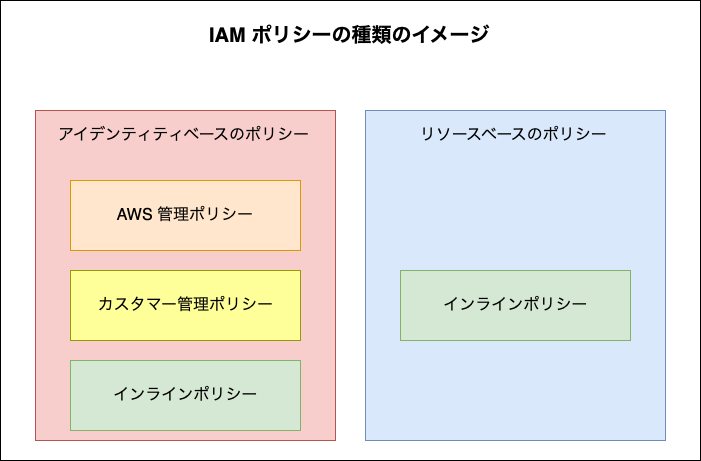 IAM ポリシーの種類のイメージ
アイデンティティベースのポリシー
AWS 管理ポリシー
カスタマー管理ポリシー
インラインポリシー
リソースベースのポリシー
インラインポリシー